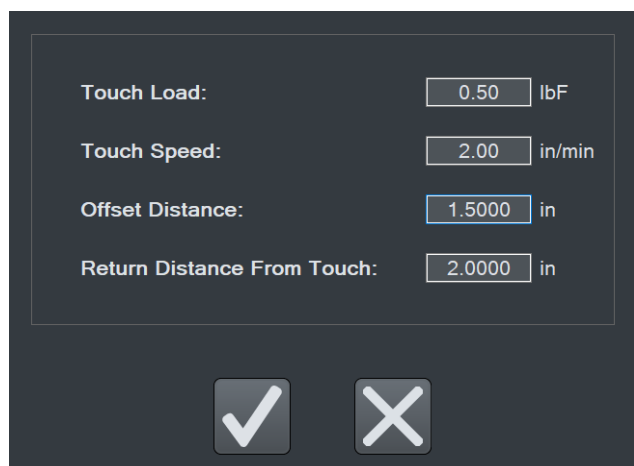 Touch Load: 0.50 lbF
Touch Speed: 2.00 in/min
Offset Distance: 1.5000 in
Return Distance From Touch: 2.0000 in